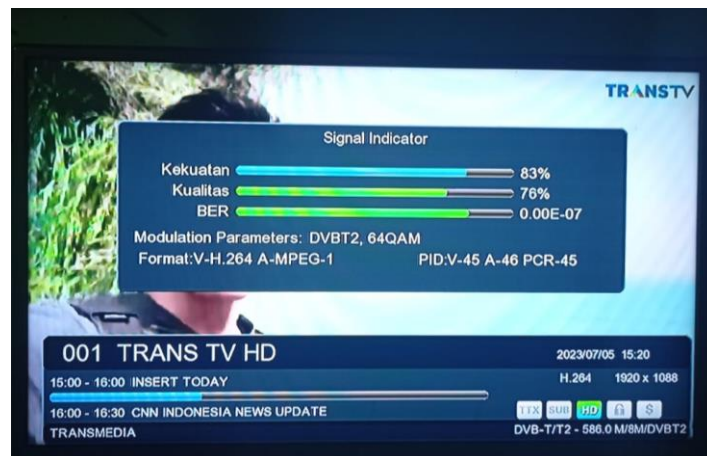 TRANSTV
Signal Indicator
Kekuatan 83%
Kualitas 76%
BER 0.00E-07
Modulation Parameters: DVBT2, 64QAM
Format:V-H.264 A-MPEG-1 PID:V-45 A-46 PCR-45
001 TRANS TV HD 2023/07/05 15:20
15:00 - 16:00 INSERT TODAY H.264 1920 x 1088
16:00 - 16:30 CNN INDONESIA NEWS UPDATE TTX SUB HD $
TRANSMEDIA DVB-T/T2 - 586.0 M/8M/DVBT2